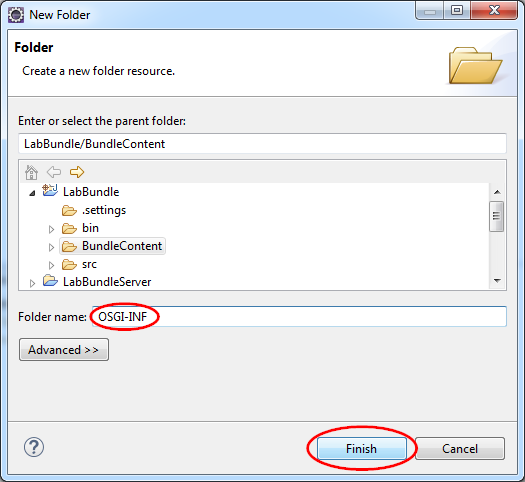 New Folder
Folder
Create a new folder resource.
Enter or select the parent folder:
LabBundle/BundleContent
LabBundle
.settings
bin
BundleContent
src
LabBundleServer
Folder name: OSGI-INF
Advanced >>
? Finish Cancel